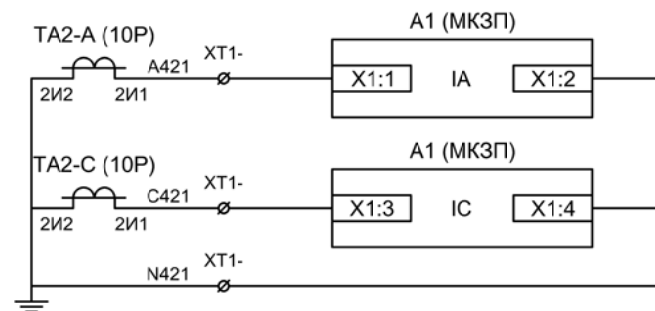 A1 (МКЗП)
TA2-A (10P)
A421
XT1-
X1:1
IA
X1:2
2И2
2И1
A1 (МКЗП)
TA2-C (10P)
C421
XT1-
X1:3
IC
X1:4
2И2
2И1
N421
XT1-